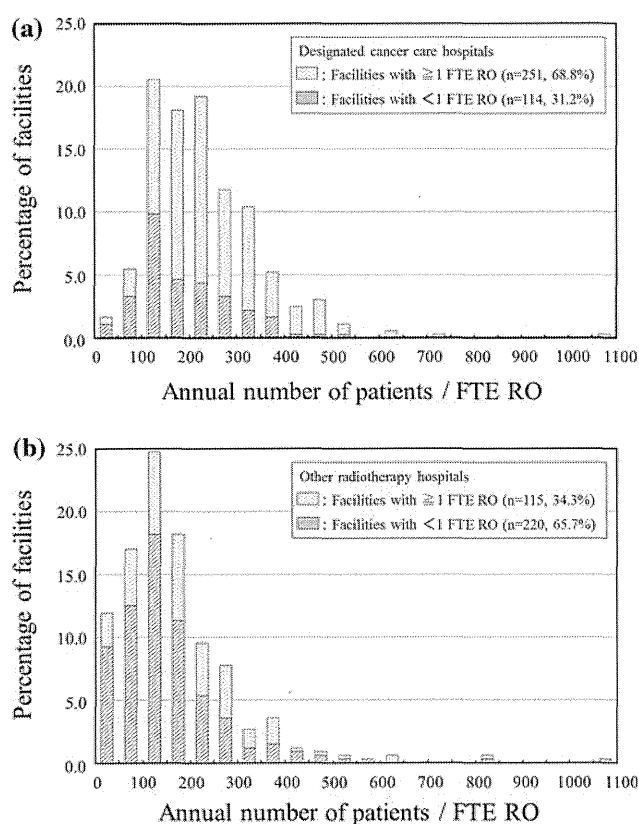 (a)
25.0
20.0
15.0
10.0
5.0
0.0
Percentage of facilities
Designated cancer care hospitals
: Facilities with ≧ 1 FTE RO (n=251, 68.8%)
: Facilities with < 1 FTE RO (n=114, 31.2%)
0 100 200 300 400 500 600 700 800 900 1000 1100
Annual number of patients / FTE RO
(b)
25.0
20.0
15.0
10.0
5.0
0.0
Percentage of facilities
Other radiotherapy hospitals
: Facilities with ≧ 1 FTE RO (n=115, 34.3%)
: Facilities with < 1 FTE RO (n=220, 65.7%)
0 100 200 300 400 500 600 700 800 900 1000 1100
Annual number of patients / FTE RO